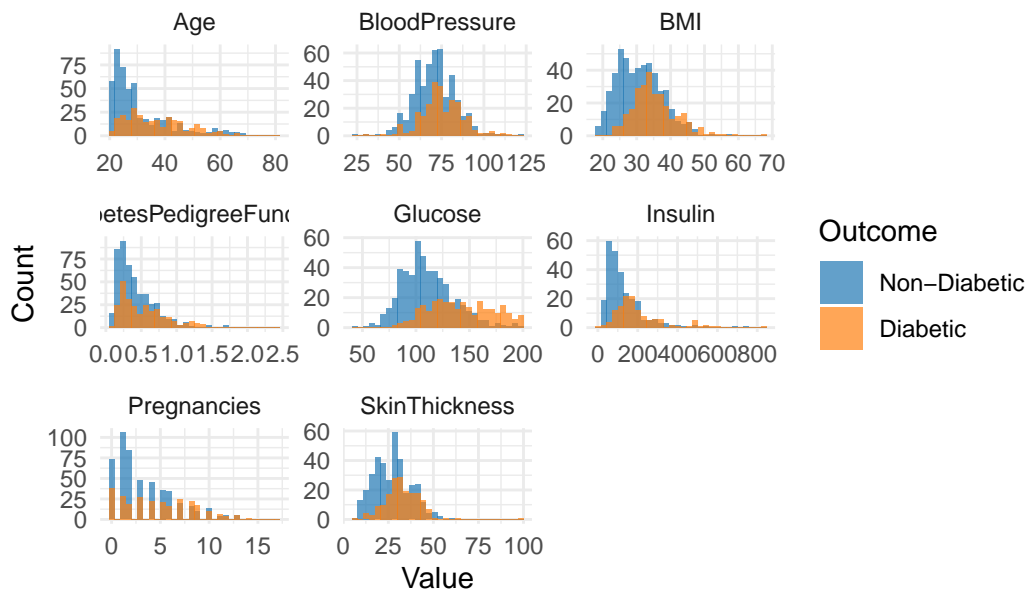 Age
BloodPressure
BMI
75
50
25
0
20 40 60 80
60
40
20
0
25 50 75 100 125
40
20
0
20 30 40 50 60 70
betesPedigreeFunc
Glucose
Insulin
75
50
25
0
0.0 0.5 1.0 1.5 2.0 2.5
60
40
20
0
50 100 150 200
60
40
20
0
0 200 400 600 800
Pregnancies
SkinThickness
100
75
50
25
0
0 5 10 15
60
40
20
0
0 25 50 75 100
Count
Value
Outcome
Non−Diabetic
Diabetic